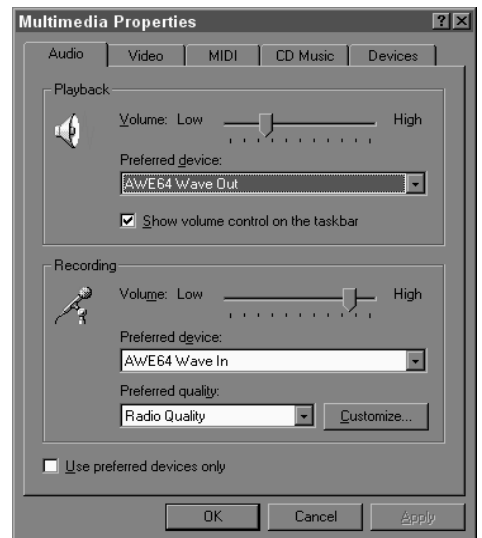 Multimedia Properties
Audio Video MIDI CD Music Devices
Playback
Volume: Low High
Preferred device:
AWE64 Wave Out
Show volume control on the taskbar
Recording
Volume: Low High
Preferred device:
AWE64 Wave In
Preferred quality:
Radio Quality Customize...
Use preferred devices only
OK Cancel Apply